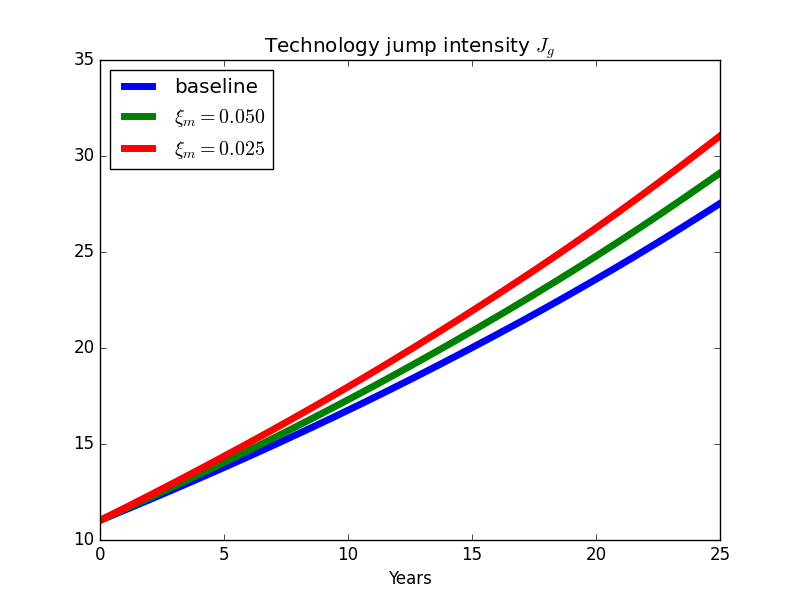 Technology jump intensity J_g
35
30
25
20
15
10
baseline
ξ_m = 0.050
ξ_m = 0.025
0 5 10 15 20 25
Years